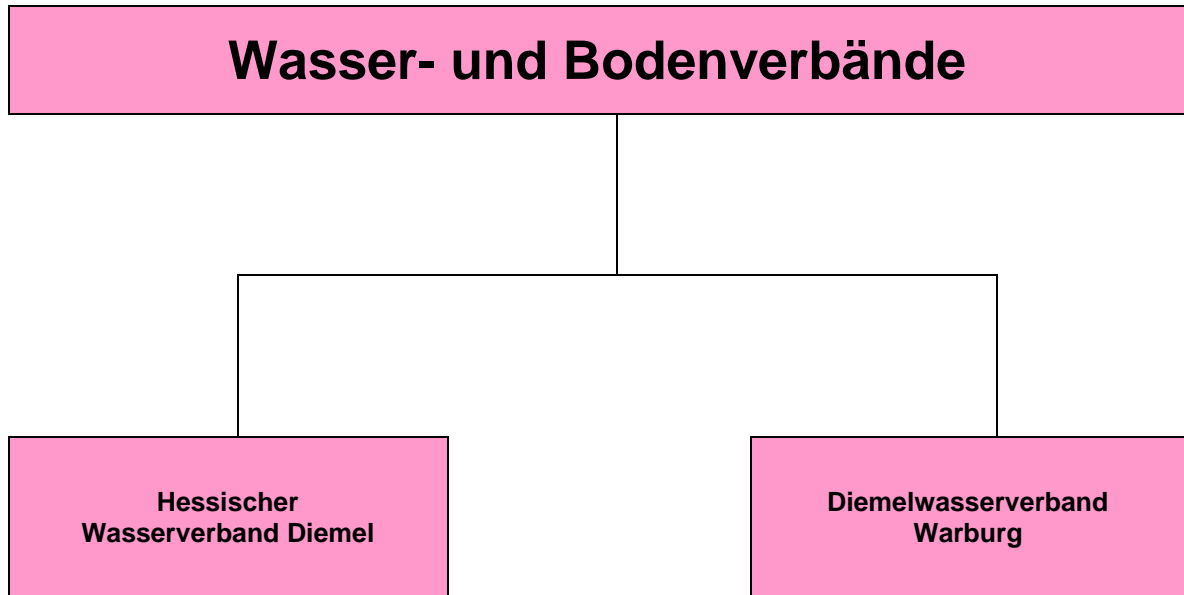 Wasser- und Bodenverbände
Hessischer
Wasserverband Diemel
Diemelwasserverband
Warburg